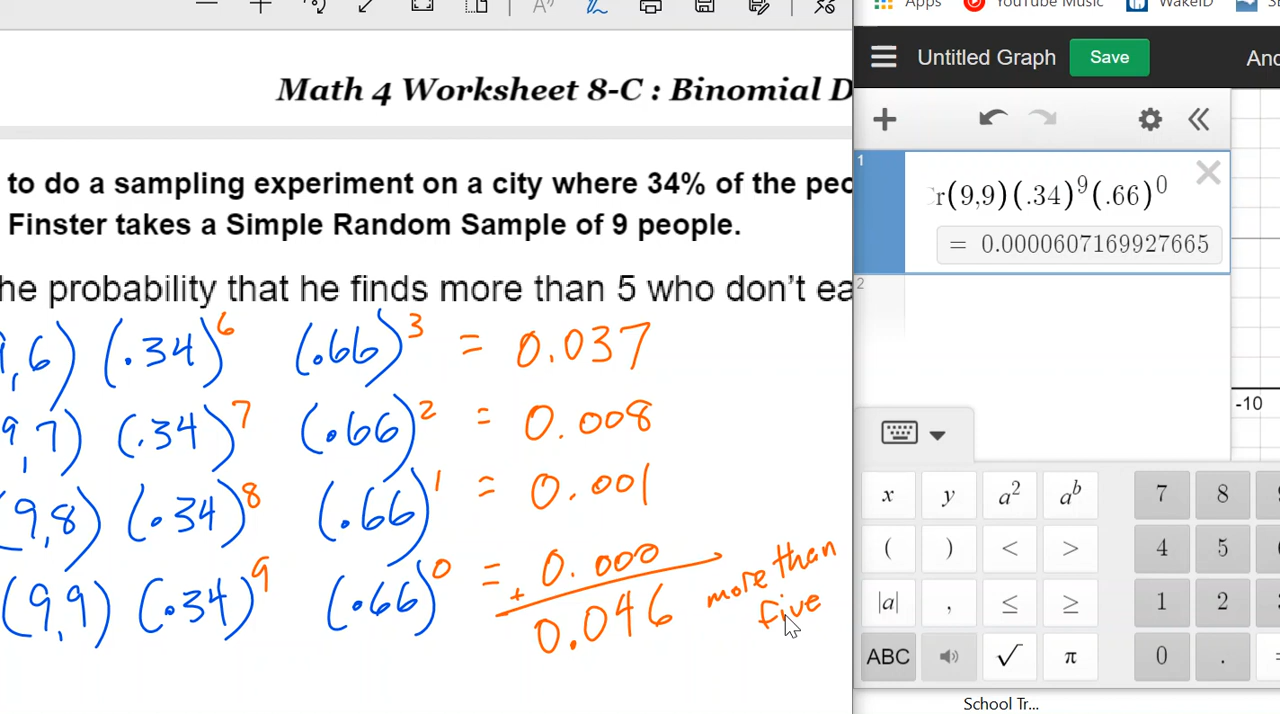 Apps YouTube Music WakeID
Untitled Graph Save
Math 4 Worksheet 8-C : Binomial D
to do a sampling experiment on a city where 34% of the peo
Finster takes a Simple Random Sample of 9 people.
he probability that he finds more than 5 who don't ea
,6) (.34)^6 (.66)^3 = 0.037
9,7) (.34)^7 (.66)^2 = 0.008
(9,8) (.34)^8 (.66)^1 = 0.001
(9,9) (.34)^9 (.66)^0 = 0.000
+
0.046
more than
five
1
r(9,9)(.34)^9(.66)^0
= 0.0000607169927665
2
-10
x y a^2 a^b 7 8
( ) < > 4 5
|a| , ≤ ≥ 1 2
ABC √ π 0 . =
School Tr...